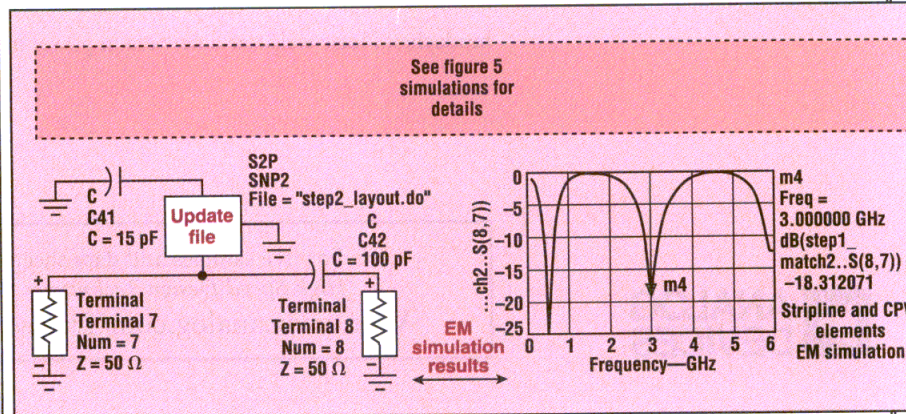 See figure 5
simulations for
details
C
C41
C = 15 pF
S2P
SNP2
File = "step2_layout.do"
Update
file
C
C42
C = 100 pF
+
Terminal
Terminal 7
Num = 7
Z = 50 Ω
–
Terminal
Terminal 8
Num = 8
Z = 50 Ω
+
–
EM
simulation
results
...ch2..S(8,7))
0
–5
–10
–15
–20
–25
m4
0 1 2 3 4 5 6
Frequency—GHz
m4
Freq =
3.000000 GHz
dB(step1_
match2..S(8,7))
–18.312071
Stripline and CPW
elements
EM simulation